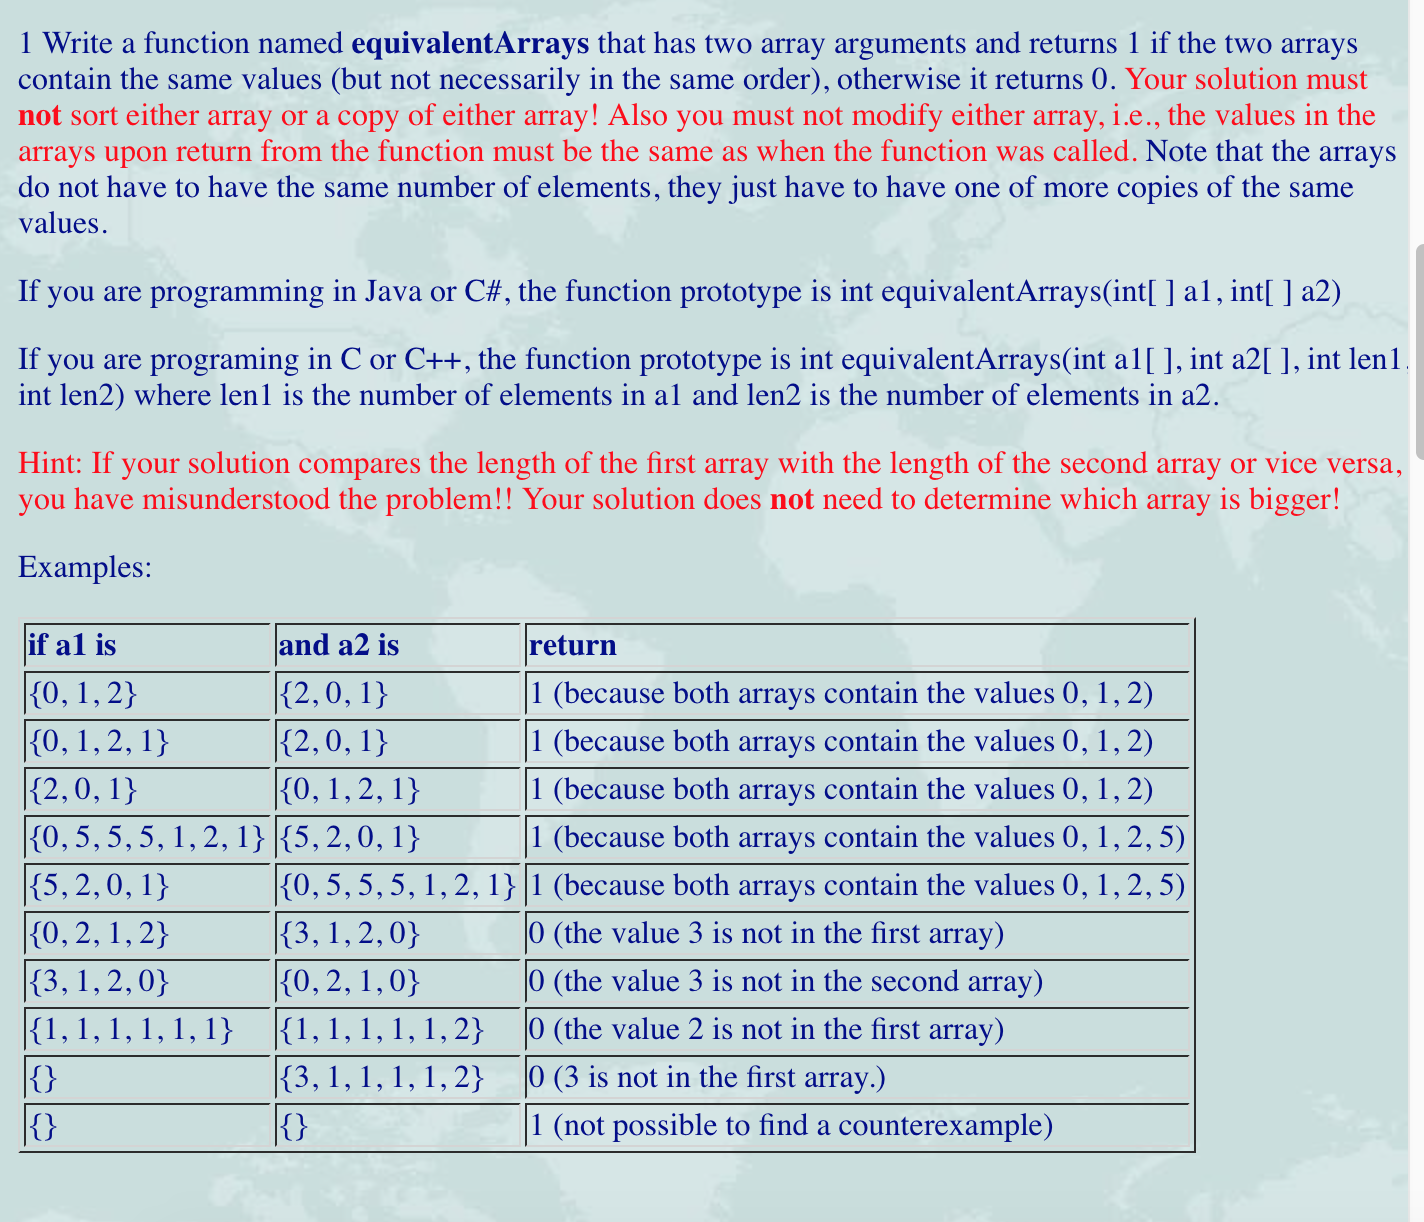 1 Write a function named equivalentArrays that has two array arguments and returns 1 if the two arrays
contain the same values (but not necessarily in the same order), otherwise it returns 0. Your solution must
not sort either array or a copy of either array! Also you must not modify either array, i.e., the values in the
arrays upon return from the function must be the same as when the function was called. Note that the arrays
do not have to have the same number of elements, they just have to have one of more copies of the same
values.
If you are programming in Java or C#, the function prototype is int equivalentArrays(int[ ] a1, int[ ] a2)
If you are programing in C or C++, the function prototype is int equivalentArrays(int a1[ ], int a2[ ], int len1,
int len2) where len1 is the number of elements in a1 and len2 is the number of elements in a2.
Hint: If your solution compares the length of the first array with the length of the second array or vice versa,
you have misunderstood the problem!! Your solution does not need to determine which array is bigger!
Examples:
if a1 is and a2 is return
{0, 1, 2} {2, 0, 1} 1 (because both arrays contain the values 0, 1, 2)
{0, 1, 2, 1} {2, 0, 1} 1 (because both arrays contain the values 0, 1, 2)
{2, 0, 1} {0, 1, 2, 1} 1 (because both arrays contain the values 0, 1, 2)
{0, 5, 5, 5, 1, 2, 1} {5, 2, 0, 1} 1 (because both arrays contain the values 0, 1, 2, 5)
{5, 2, 0, 1} {0, 5, 5, 5, 1, 2, 1} 1 (because both arrays contain the values 0, 1, 2, 5)
{0, 2, 1, 2} {3, 1, 2, 0} 0 (the value 3 is not in the first array)
{3, 1, 2, 0} {0, 2, 1, 0} 0 (the value 3 is not in the second array)
{1, 1, 1, 1, 1, 1} {1, 1, 1, 1, 1, 2} 0 (the value 2 is not in the first array)
{} {3, 1, 1, 1, 1, 2} 0 (3 is not in the first array.)
{} {} 1 (not possible to find a counterexample)